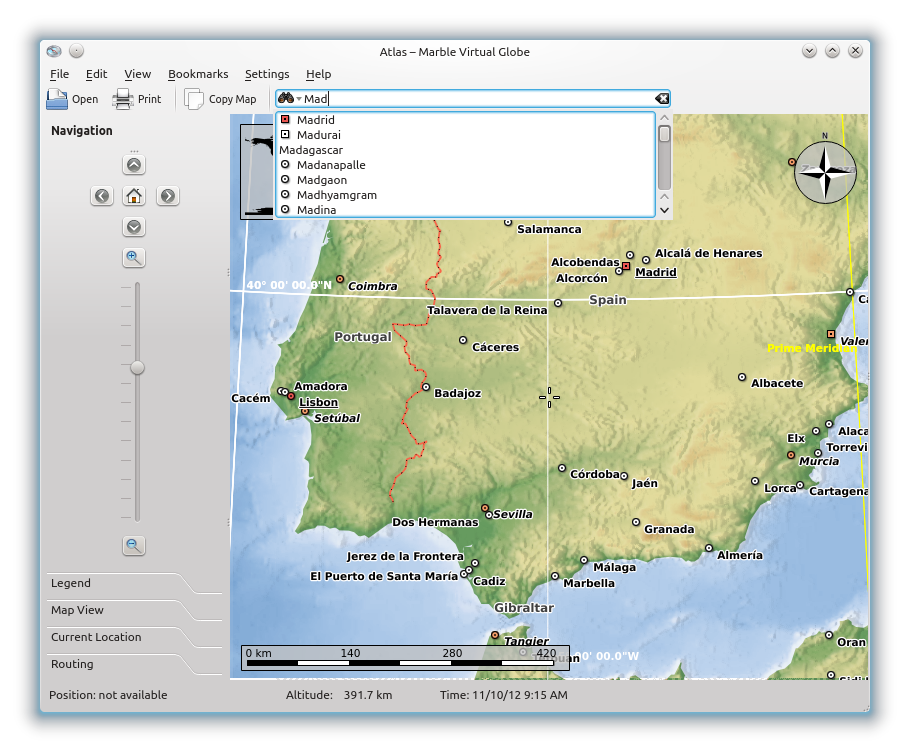 Atlas – Marble Virtual Globe
File Edit View Bookmarks Settings Help
Open Print Copy Map Mad
Madrid
Madurai
Madagascar
Madanapalle
Madgaon
Madhyamgram
Madina
Navigation
N
Salamanca
Alcobendas
Alcalá de Henares
Alcorcón
Madrid
40° 00' 00.0"N
Coimbra
Spain
Talavera de la Reina
Portugal
Cáceres
Prime Meridian
Albacete
Amadora
Badajoz
Cacém
Lisbon
Setúbal
Elx
Murcia
Córdoba
Jaén
Lorca
Cartagena
Dos Hermanas
Sevilla
Granada
Jerez de la Frontera
Almería
El Puerto de Santa María
Cadiz
Málaga
Marbella
Gibraltar
Tangier
Oran
0 km 140 280 420
00' 00.0"W
Legend
Map View
Current Location
Routing
Position: not available Altitude: 391.7 km Time: 11/10/12 9:15 AM